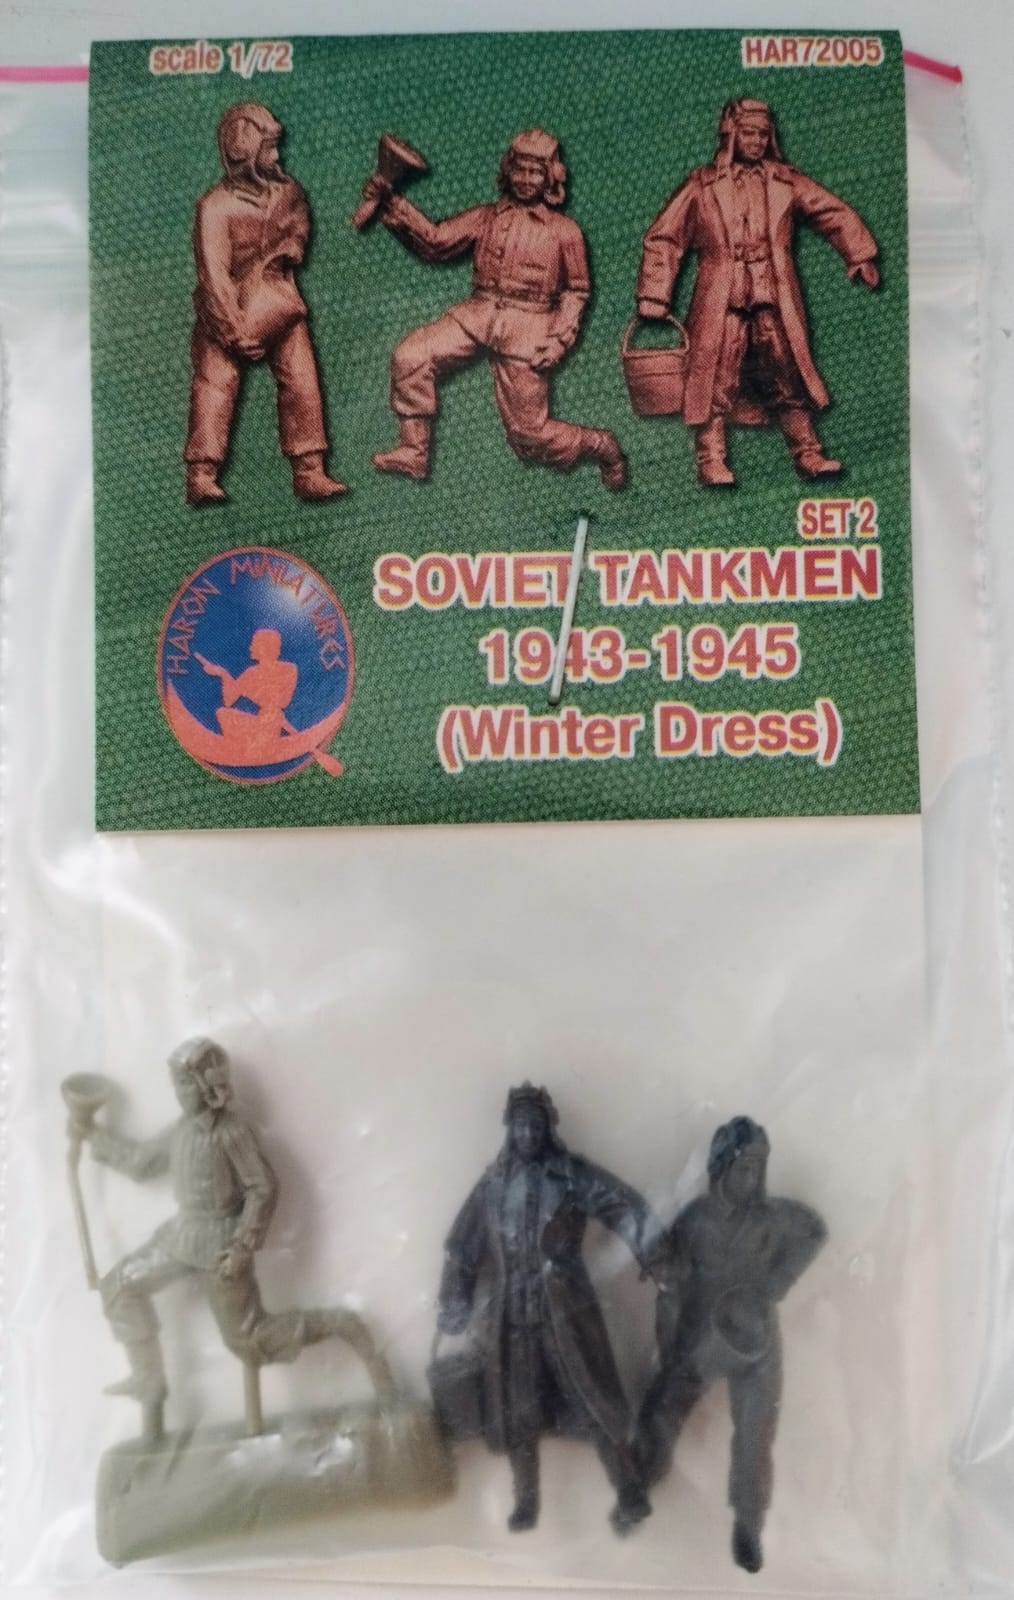 scale 1/72
HAR72005
SET 2
SOVIET TANKMEN
1943-1945
(Winter Dress)
HARON MINIATURES